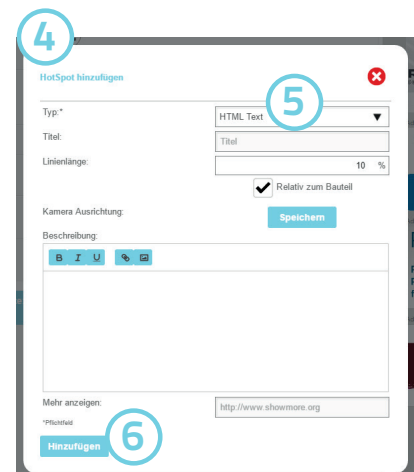 4
HotSpot hinzufügen
5
Typ:* HTML Text
Titel: Titel
Linienlänge: 10 %
Relativ zum Bauteil
Kamera Ausrichtung: Speichern
Beschreibung:
B I U
Mehr anzeigen: http://www.showmore.org
*Pflichtfeld
Hinzufügen
6